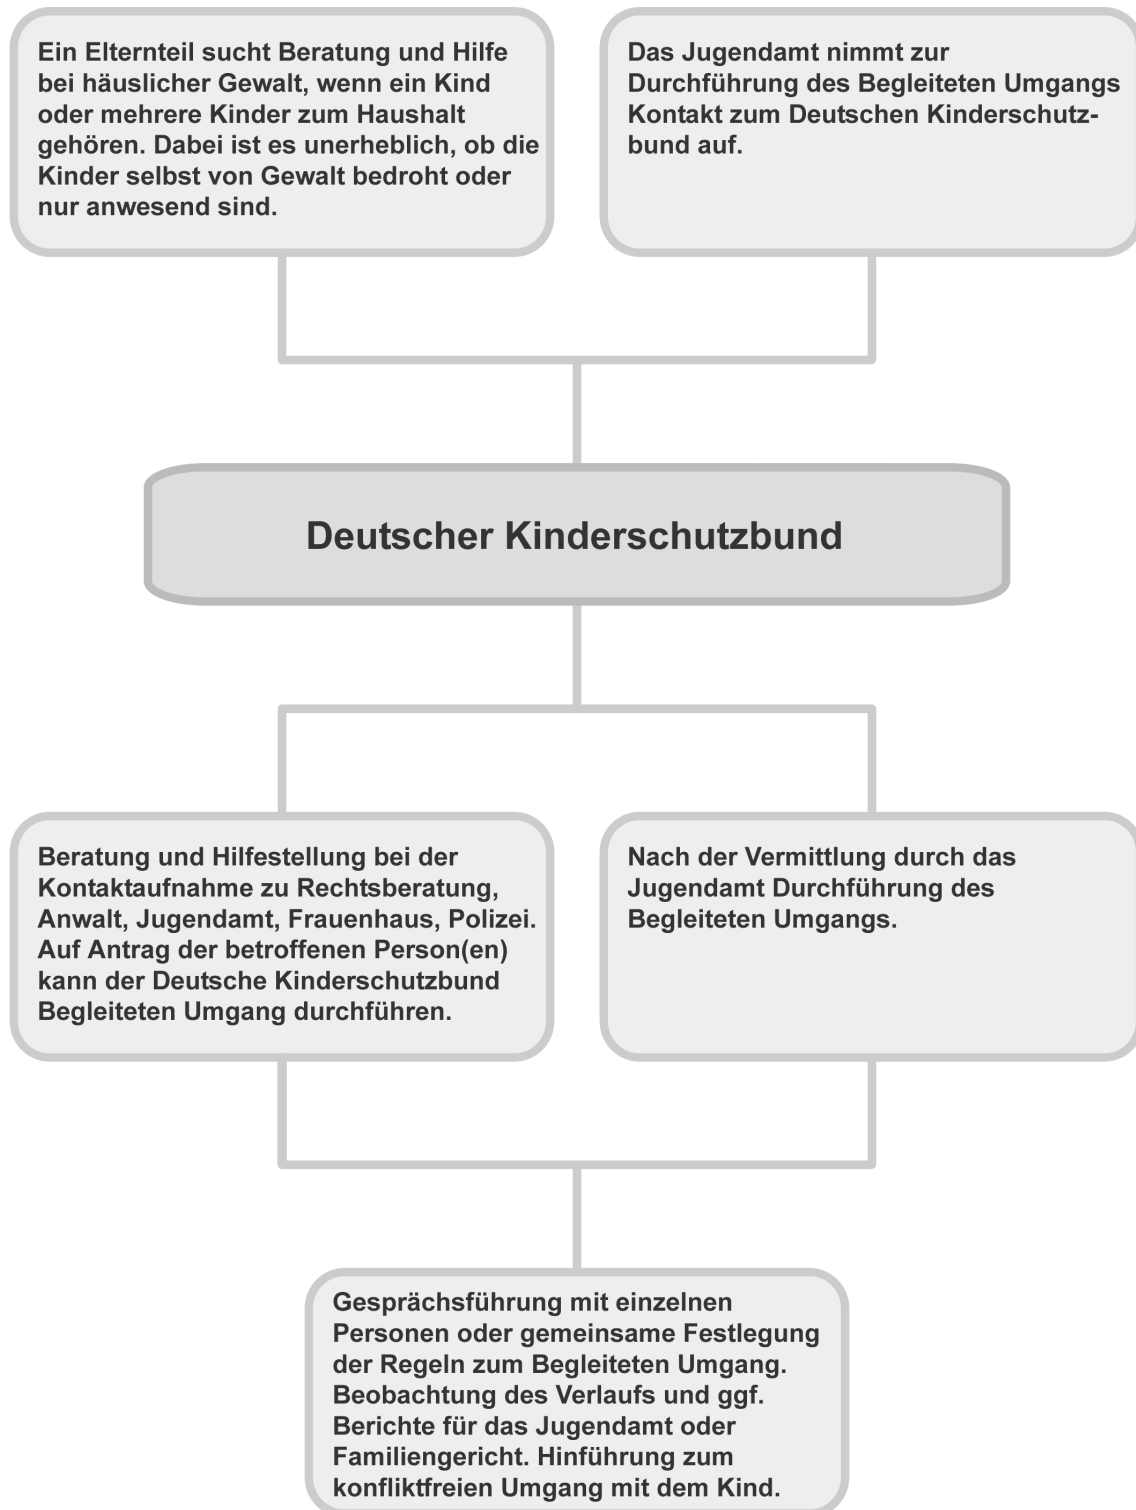 Ein Elternteil sucht Beratung und Hilfe
bei häuslicher Gewalt, wenn ein Kind
oder mehrere Kinder zum Haushalt
gehören. Dabei ist es unerheblich, ob die
Kinder selbst von Gewalt bedroht oder
nur anwesend sind.
Das Jugendamt nimmt zur
Durchführung des Begleiteten Umgangs
Kontakt zum Deutschen Kinderschutz-
bund auf.
Deutscher Kinderschutzbund
Beratung und Hilfestellung bei der
Kontaktaufnahme zu Rechtsberatung,
Anwalt, Jugendamt, Frauenhaus, Polizei.
Auf Antrag der betroffenen Person(en)
kann der Deutsche Kinderschutzbund
Begleiteten Umgang durchführen.
Nach der Vermittlung durch das
Jugendamt Durchführung des
Begleiteten Umgangs.
Gesprächsführung mit einzelnen
Personen oder gemeinsame Festlegung
der Regeln zum Begleiteten Umgang.
Beobachtung des Verlaufs und ggf.
Berichte für das Jugendamt oder
Familiengericht. Hinführung zum
konfliktfreien Umgang mit dem Kind.